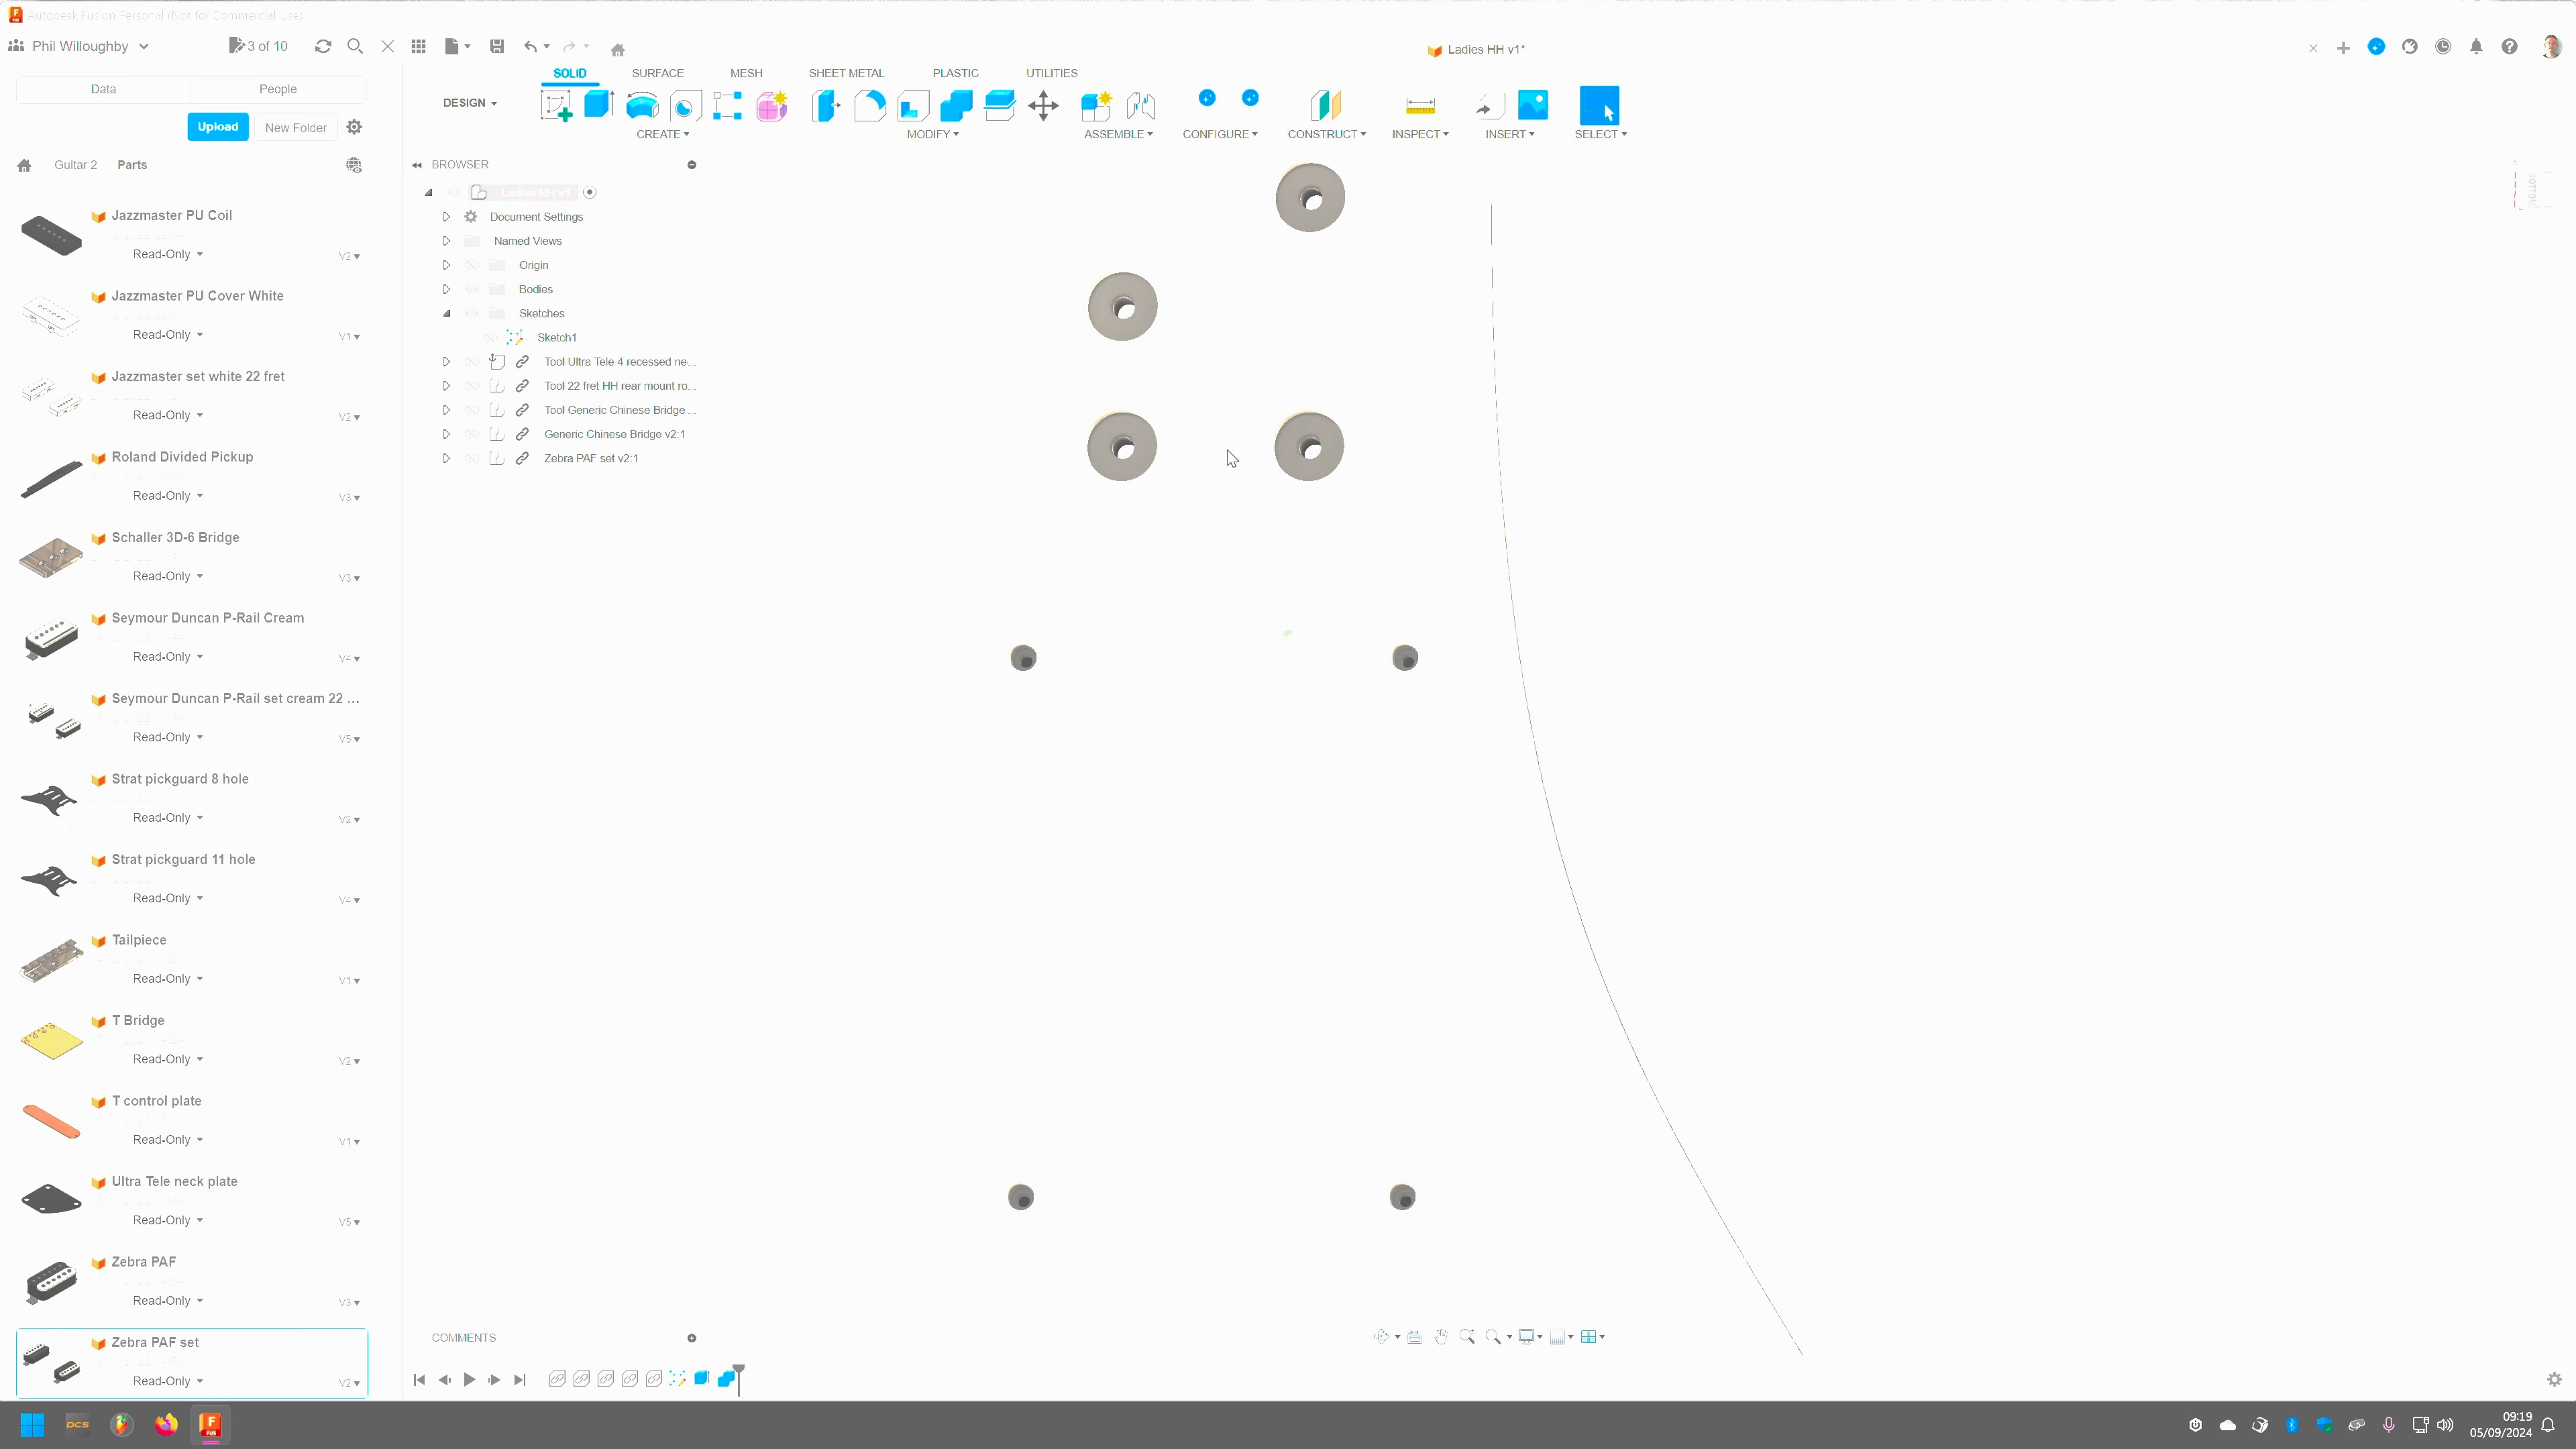 Autodesk Fusion Personal (Not for Commercial Use)
Phil Willoughby
3 of 10
Ladies HH v1*
Data
People
Upload
New Folder
Guitar 2
Parts
SOLID
SURFACE
MESH
SHEET METAL
PLASTIC
UTILITIES
DESIGN
CREATE
MODIFY
ASSEMBLE
CONFIGURE
CONSTRUCT
INSPECT
INSERT
SELECT
BROWSER
Ladies HH v1
Document Settings
Named Views
Origin
Bodies
Sketches
Sketch1
Tool Ultra Tele 4 recessed ne...
Tool 22 fret HH rear mount ro...
Tool Generic Chinese Bridge ...
Generic Chinese Bridge v2:1
Zebra PAF set v2:1
Jazzmaster PU Coil
Read-Only
V2
Jazzmaster PU Cover White
Read-Only
V1
Jazzmaster set white 22 fret
Read-Only
V2
Roland Divided Pickup
Read-Only
V3
Schaller 3D-6 Bridge
Read-Only
V3
Seymour Duncan P-Rail Cream
Read-Only
V4
Seymour Duncan P-Rail set cream 22 ...
Read-Only
V5
Strat pickguard 8 hole
Read-Only
V2
Strat pickguard 11 hole
Read-Only
V4
Tailpiece
Read-Only
V1
T Bridge
Read-Only
V2
T control plate
Read-Only
V1
Ultra Tele neck plate
Read-Only
V5
Zebra PAF
Read-Only
V3
Zebra PAF set
Read-Only
V2
COMMENTS
DCS
F
FUS
09:19
05/09/2024